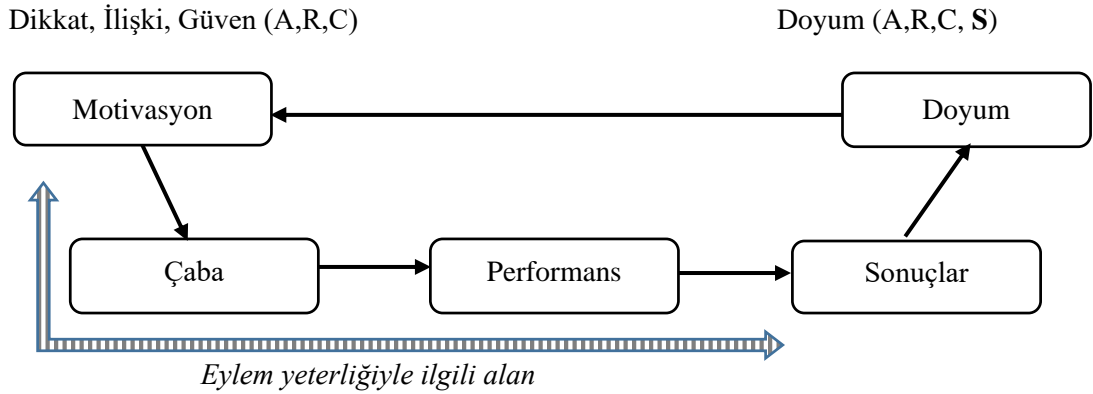 Dikkat, İlişki, Güven (A,R,C)
Doyum (A,R,C, S)
Motivasyon
Doyum
Çaba
Performans
Sonuçlar
Eylem yeterliğiyle ilgili alan